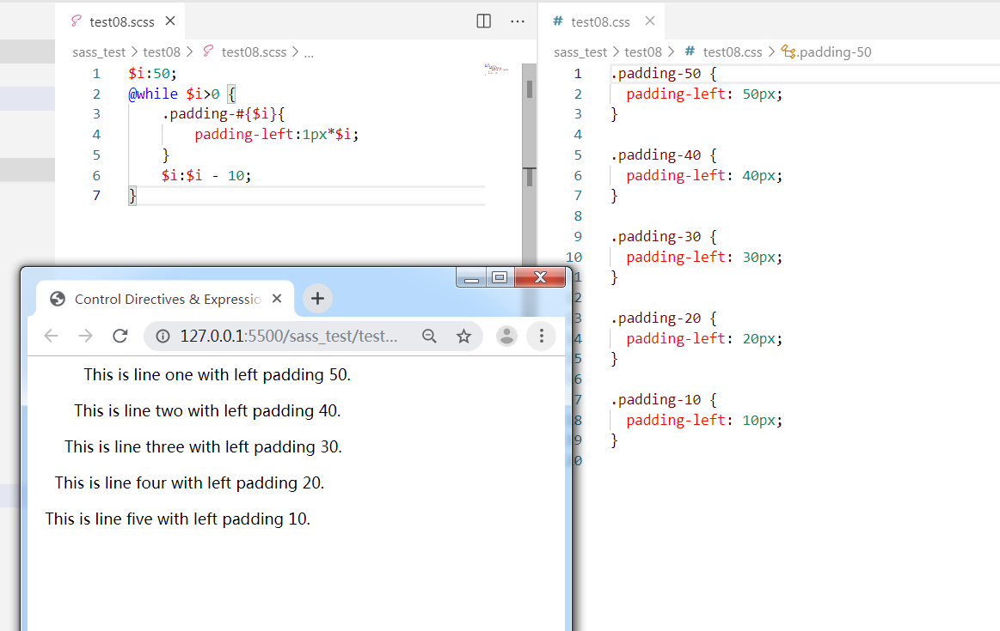 test08.scss
sass_test > test08 > test08.scss > ...
1 $i:50;
2 @while $i>0 {
3 .padding-#{$i}{
4 padding-left:1px*$i;
5 }
6 $i:$i - 10;
7 }
test08.css
sass_test > test08 > # test08.css > .padding-50
1 .padding-50 {
2 padding-left: 50px;
3 }
4
5 .padding-40 {
6 padding-left: 40px;
7 }
8
9 .padding-30 {
10 padding-left: 30px;
1 }
2
3 .padding-20 {
4 padding-left: 20px;
5 }
6
7 .padding-10 {
8 padding-left: 10px;
9 }
0
Control Directives & Expressio
127.0.0.1:5500/sass_test/test...
This is line one with left padding 50.
This is line two with left padding 40.
This is line three with left padding 30.
This is line four with left padding 20.
This is line five with left padding 10.